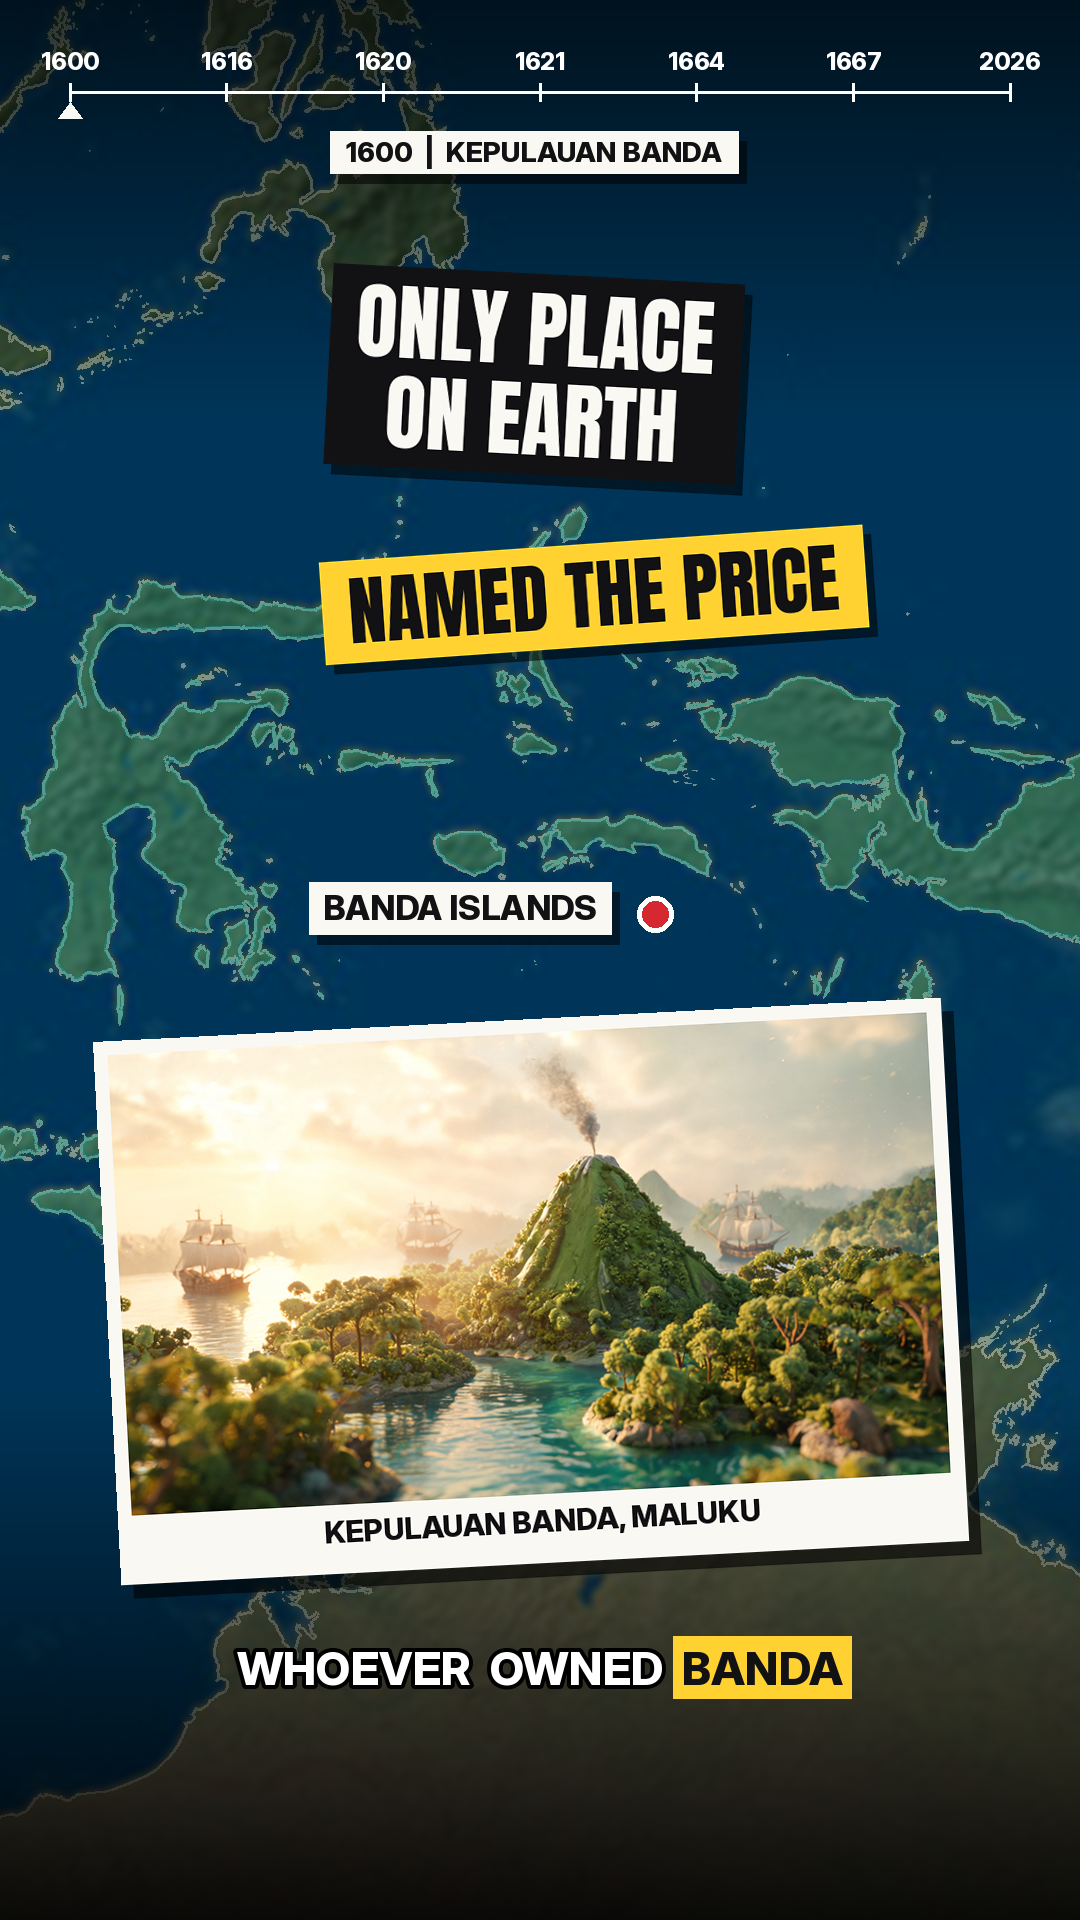 1600 1616 1620 1621 1664 1667 2026
1600 | KEPULAUAN BANDA
ONLY PLACE
ON EARTH
NAMED THE PRICE
BANDA ISLANDS
KEPULAUAN BANDA, MALUKU
WHOEVER OWNED BANDA